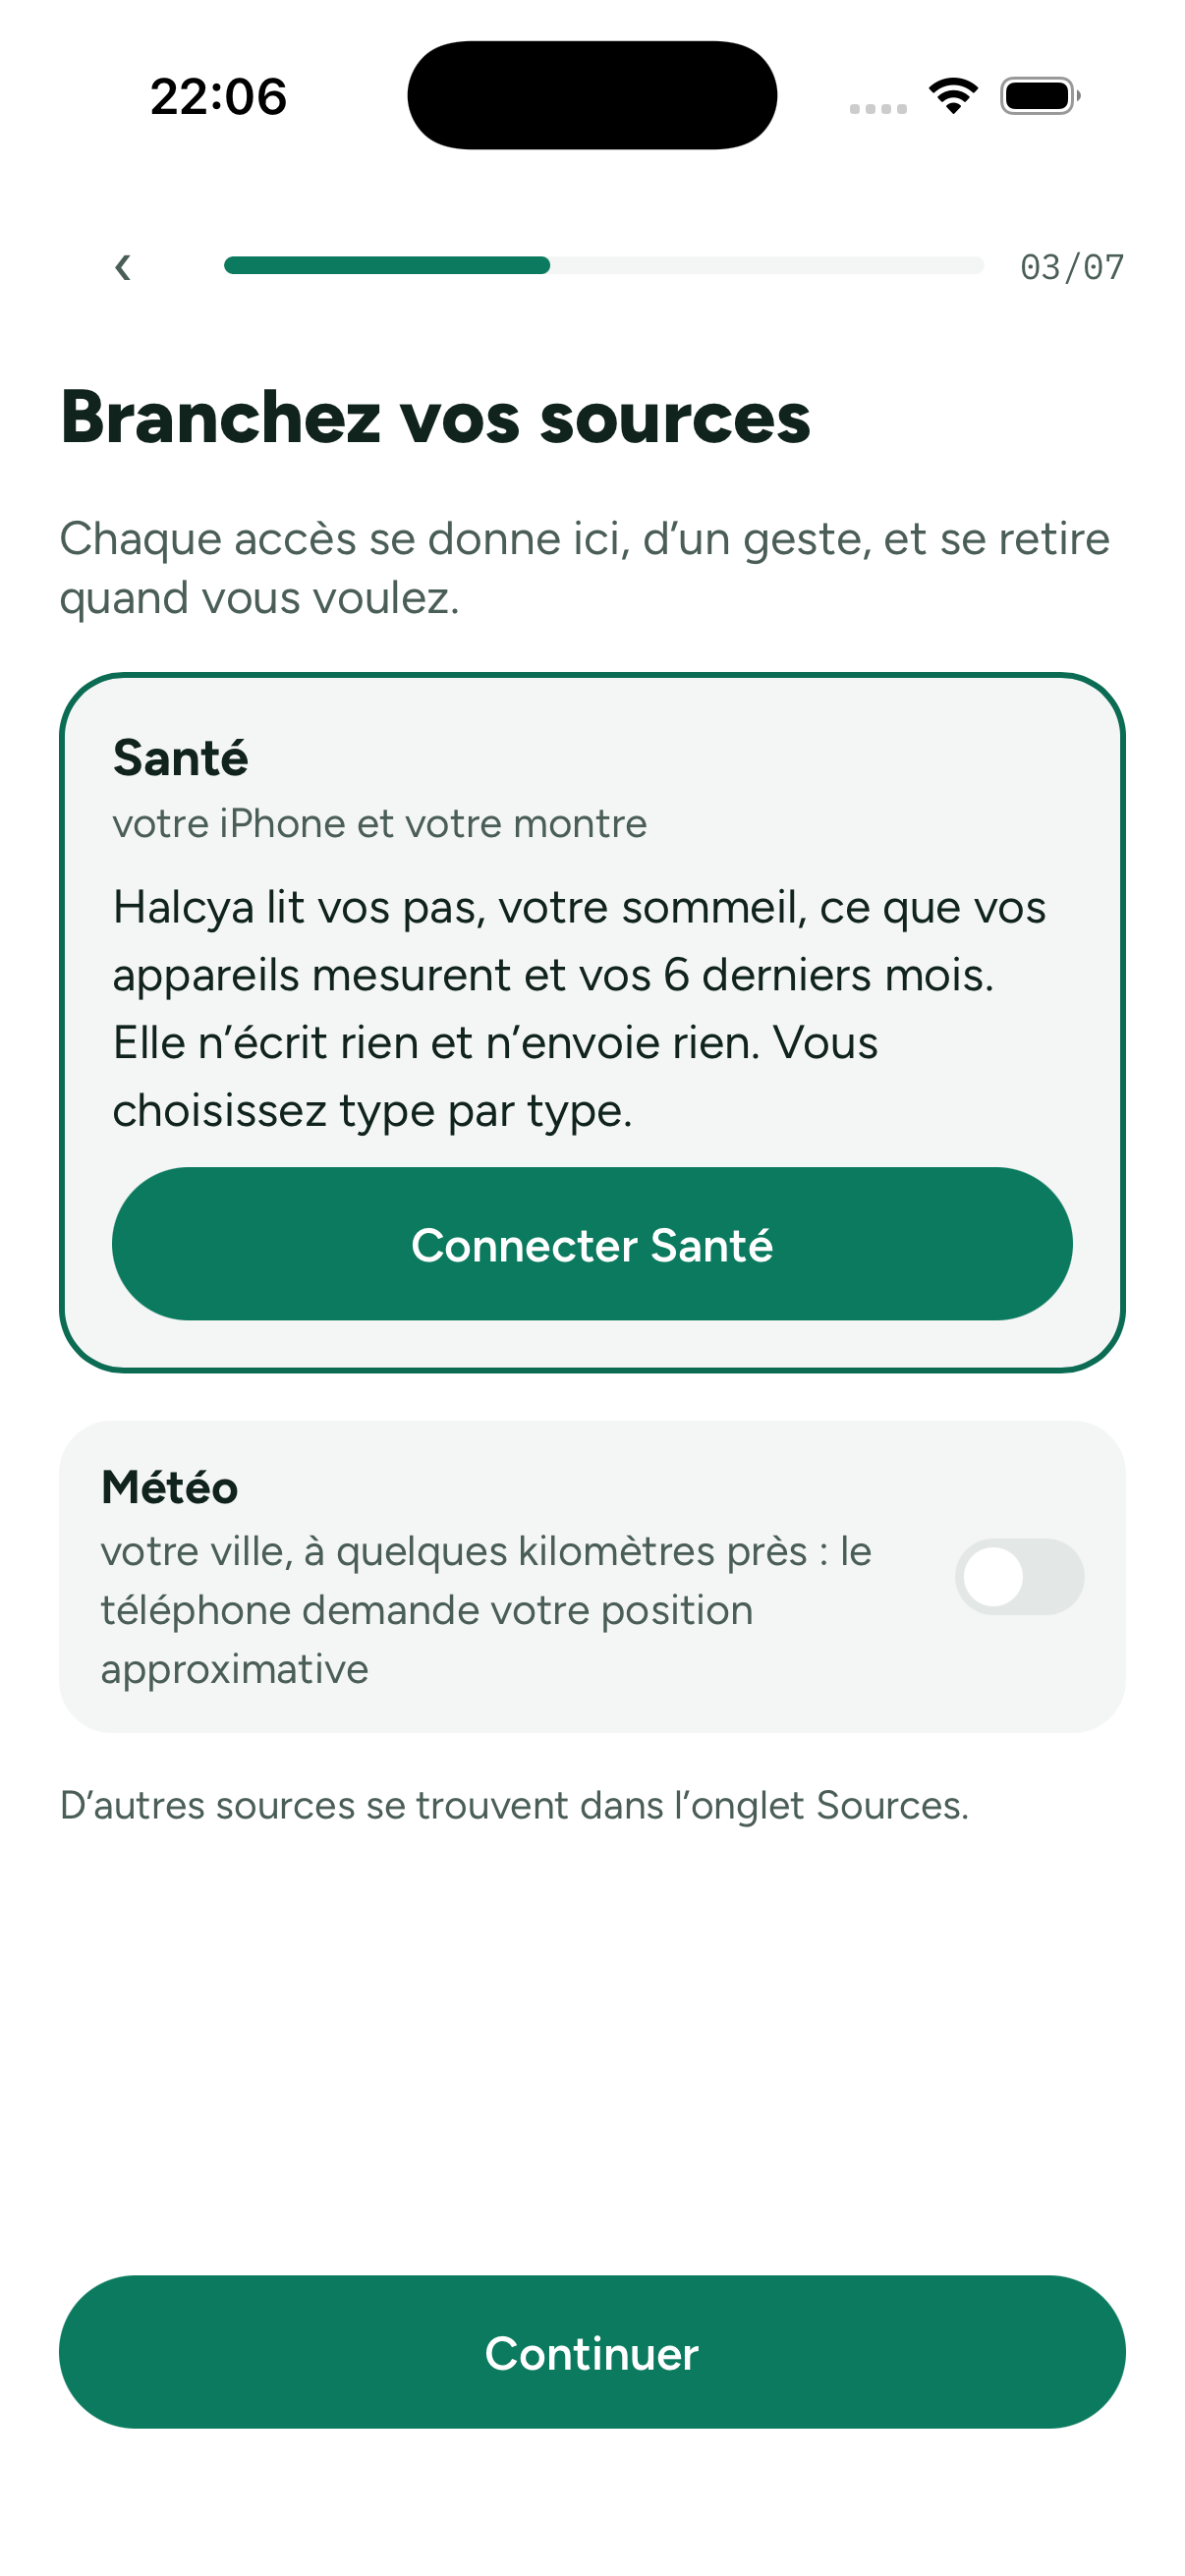 22:06
03/07
Branchez vos sources
Chaque accès se donne ici, d’un geste, et se retire
quand vous voulez.
Santé
votre iPhone et votre montre
Halcya lit vos pas, votre sommeil, ce que vos
appareils mesurent et vos 6 derniers mois.
Elle n’écrit rien et n’envoie rien. Vous
choisissez type par type.
Connecter Santé
Météo
votre ville, à quelques kilomètres près : le
téléphone demande votre position
approximative
D’autres sources se trouvent dans l’onglet Sources.
Continuer